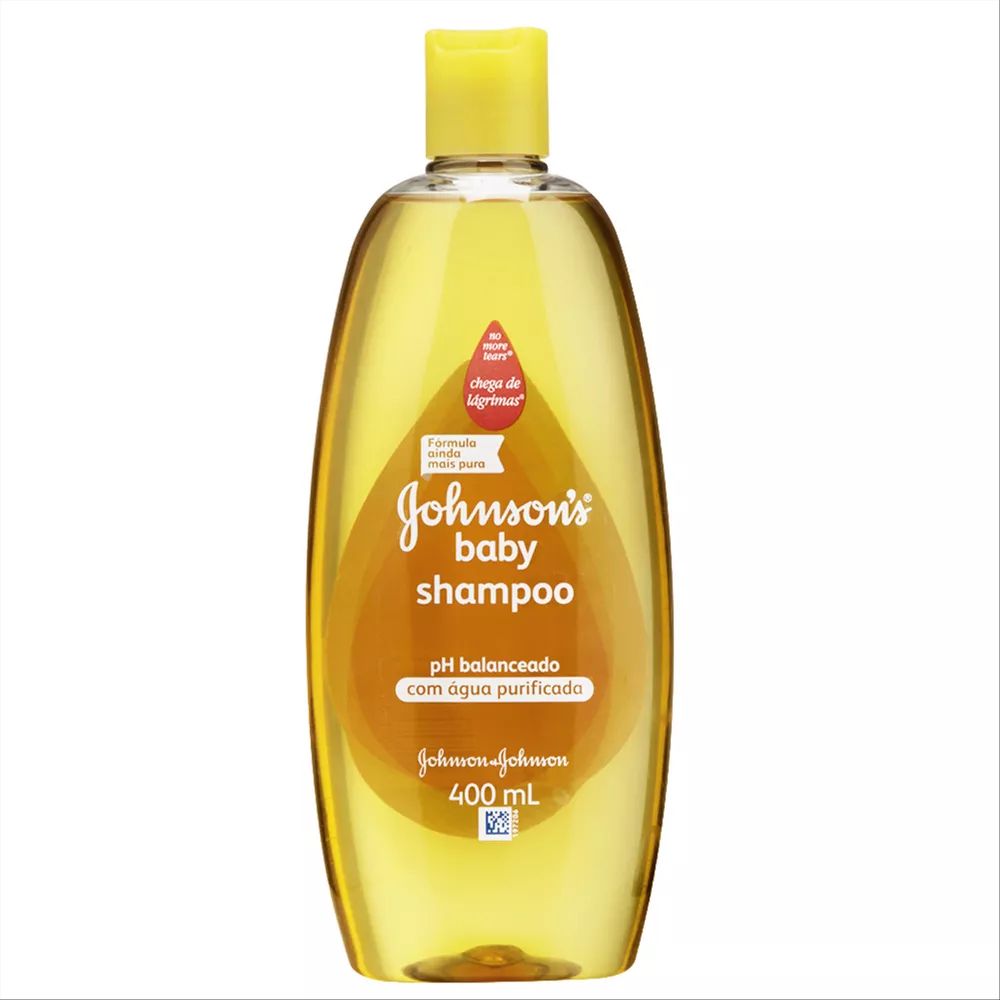 no
more
tears®
chega de
lágrimas®
Fórmula
ainda
mais pura
Johnson's®
baby
shampoo
pH balanceado
com água purificada
Johnson+Johnson
400 mL